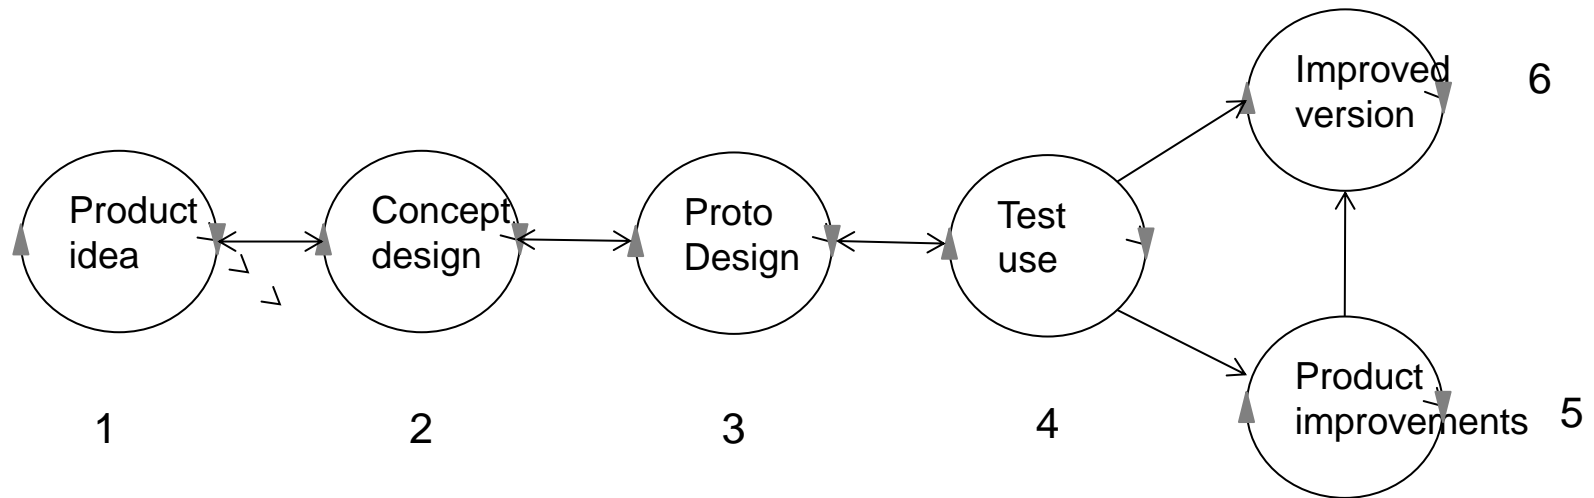 Product
idea
1
Concept
design
2
Proto
Design
3
Test
use
4
Product
improvements
5
Improved
version
6